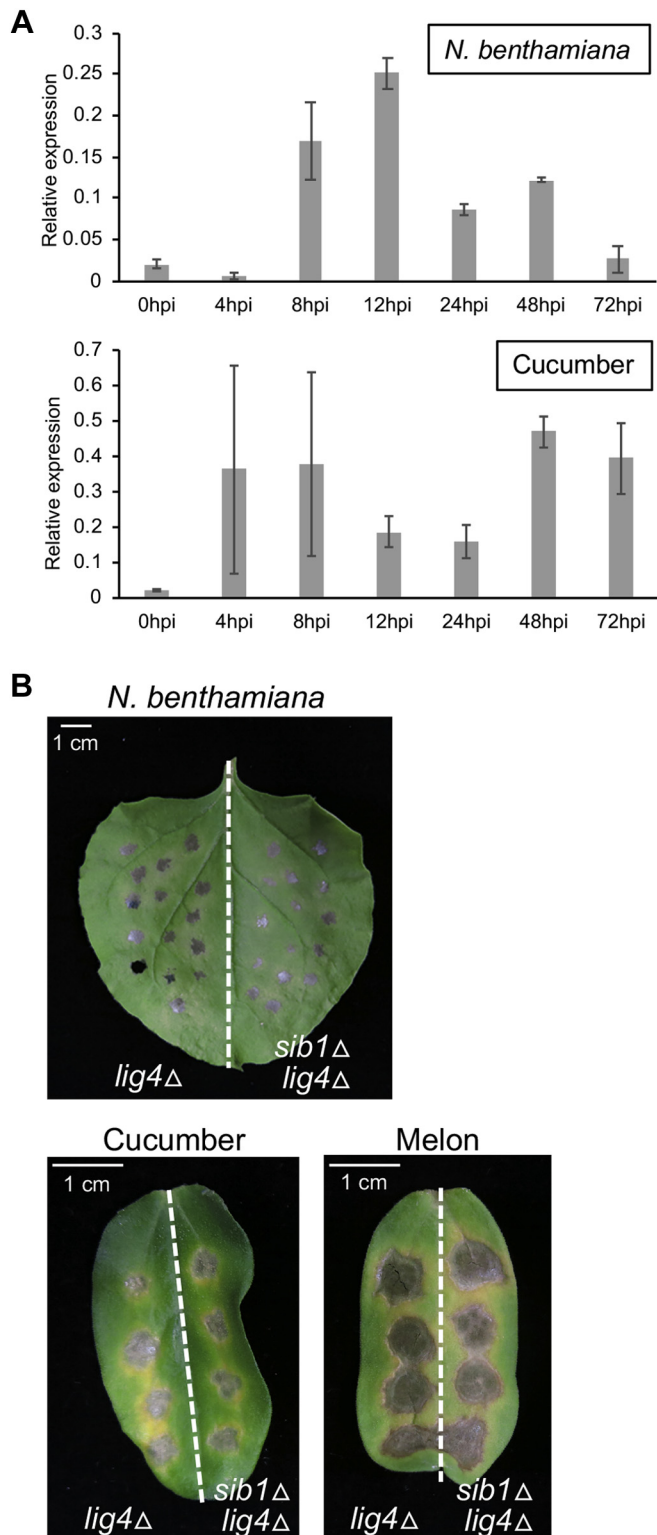 A
N. benthamiana
Relative expression
0.3
0.25
0.2
0.15
0.1
0.05
0
0hpi 4hpi 8hpi 12hpi 24hpi 48hpi 72hpi
Cucumber
Relative expression
0.7
0.6
0.5
0.4
0.3
0.2
0.1
0
0hpi 4hpi 8hpi 12hpi 24hpi 48hpi 72hpi
B
N. benthamiana
1 cm
lig4Δ
sib1Δ
lig4Δ
Cucumber
1 cm
lig4Δ
sib1Δ
lig4Δ
Melon
1 cm
lig4Δ
sib1Δ
lig4Δ